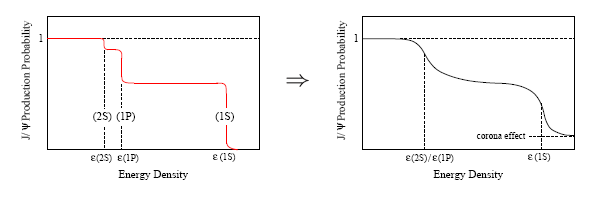 J/Ψ Production Probability
1
(2S) (1P)
(1S)
ε(2S) ε(1P)
ε(1S)
Energy Density
⇒
J/Ψ Production Probability
1
corona effect
ε(2S)/ε(1P)
ε(1S)
Energy Density